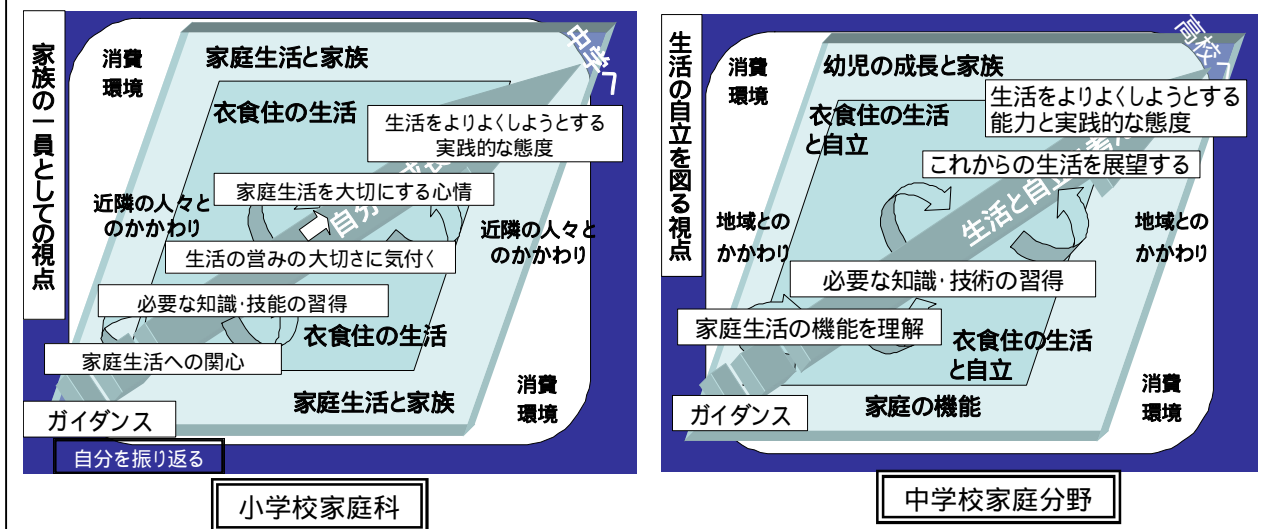 家族の一員としての視点
消費
環境
家庭生活と家族
中学へ
衣食住の生活
生活をよりよくしようとする
実践的な態度
家庭生活を大切にする心情
自分
成長
近隣の人々と
のかかわり
近隣の人々と
のかかわり
生活の営みの大切さに気付く
必要な知識・技能の習得
衣食住の生活
家庭生活への関心
家庭生活と家族
消費
環境
ガイダンス
自分を振り返る
小学校家庭科
生活の自立を図る視点
消費
環境
幼児の成長と家族
高校へ
衣食住の生活
と自立
生活をよりよくしようとする
能力と実践的な態度
これからの生活を展望する
生活と自立
地域との
かかわり
地域との
かかわり
必要な知識・技術の習得
家庭生活の機能を理解
衣食住の生活
と自立
消費
環境
ガイダンス
家庭の機能
中学校家庭分野